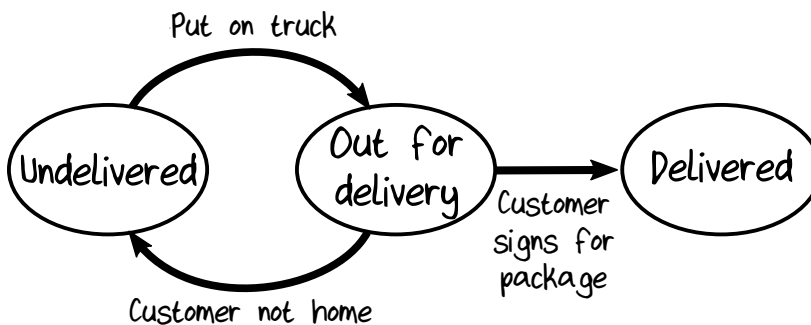 Put on truck
Undelivered
Out for
delivery
Delivered
Customer
signs for
package
Customer not home